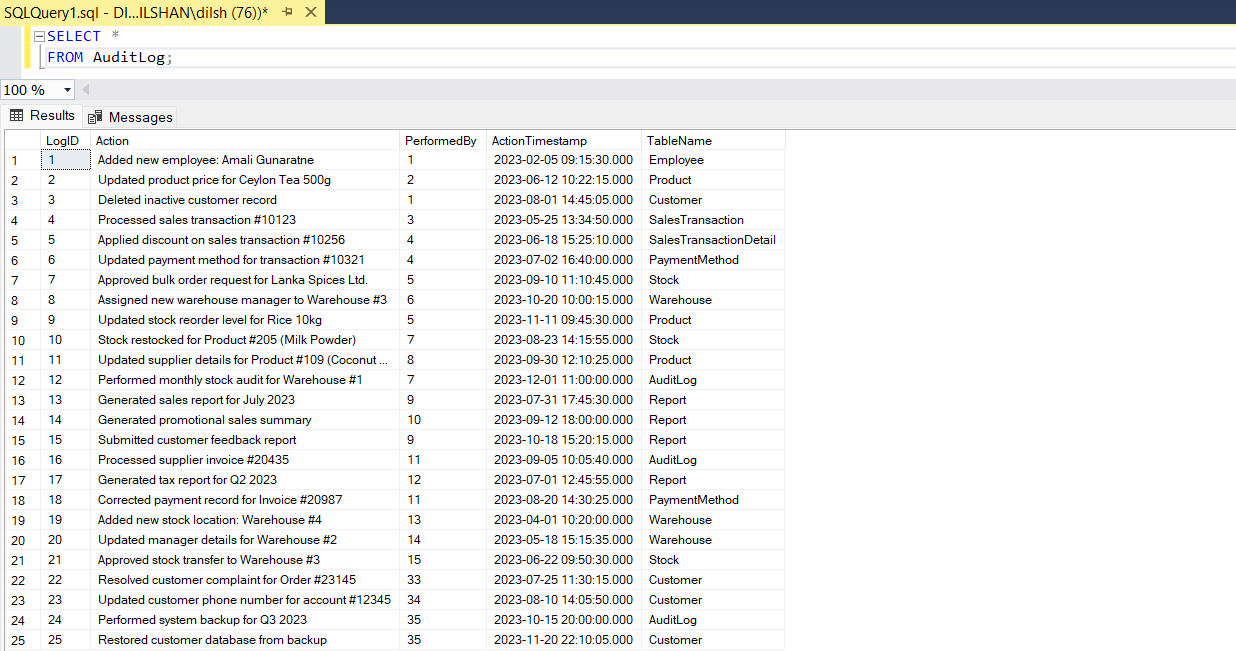 SQLQuery1.sql - DI...ILSHAN\dilsh (76))*
SELECT *
FROM AuditLog;
100 %
Results Messages
LogID Action PerformedBy ActionTimestamp TableName
1 1 Added new employee: Amali Gunaratne 1 2023-02-05 09:15:30.000 Employee
2 2 Updated product price for Ceylon Tea 500g 2 2023-06-12 10:22:15.000 Product
3 3 Deleted inactive customer record 1 2023-08-01 14:45:05.000 Customer
4 4 Processed sales transaction #10123 3 2023-05-25 13:34:50.000 SalesTransaction
5 5 Applied discount on sales transaction #10256 4 2023-06-18 15:25:10.000 SalesTransactionDetail
6 6 Updated payment method for transaction #10321 4 2023-07-02 16:40:00.000 PaymentMethod
7 7 Approved bulk order request for Lanka Spices Ltd. 5 2023-09-10 11:10:45.000 Stock
8 8 Assigned new warehouse manager to Warehouse #3 6 2023-10-20 10:00:15.000 Warehouse
9 9 Updated stock reorder level for Rice 10kg 5 2023-11-11 09:45:30.000 Product
10 10 Stock restocked for Product #205 (Milk Powder) 7 2023-08-23 14:15:55.000 Stock
11 11 Updated supplier details for Product #109 (Coconut ... 8 2023-09-30 12:10:25.000 Product
12 12 Performed monthly stock audit for Warehouse #1 7 2023-12-01 11:00:00.000 AuditLog
13 13 Generated sales report for July 2023 9 2023-07-31 17:45:30.000 Report
14 14 Generated promotional sales summary 10 2023-09-12 18:00:00.000 Report
15 15 Submitted customer feedback report 9 2023-10-18 15:20:15.000 Report
16 16 Processed supplier invoice #20435 11 2023-09-05 10:05:40.000 AuditLog
17 17 Generated tax report for Q2 2023 12 2023-07-01 12:45:55.000 Report
18 18 Corrected payment record for Invoice #20987 11 2023-08-20 14:30:25.000 PaymentMethod
19 19 Added new stock location: Warehouse #4 13 2023-04-01 10:20:00.000 Warehouse
20 20 Updated manager details for Warehouse #2 14 2023-05-18 15:15:35.000 Warehouse
21 21 Approved stock transfer to Warehouse #3 15 2023-06-22 09:50:30.000 Stock
22 22 Resolved customer complaint for Order #23145 33 2023-07-25 11:30:15.000 Customer
23 23 Updated customer phone number for account #12345 34 2023-08-10 14:05:50.000 Customer
24 24 Performed system backup for Q3 2023 35 2023-10-15 20:00:00.000 AuditLog
25 25 Restored customer database from backup 35 2023-11-20 22:10:05.000 Customer